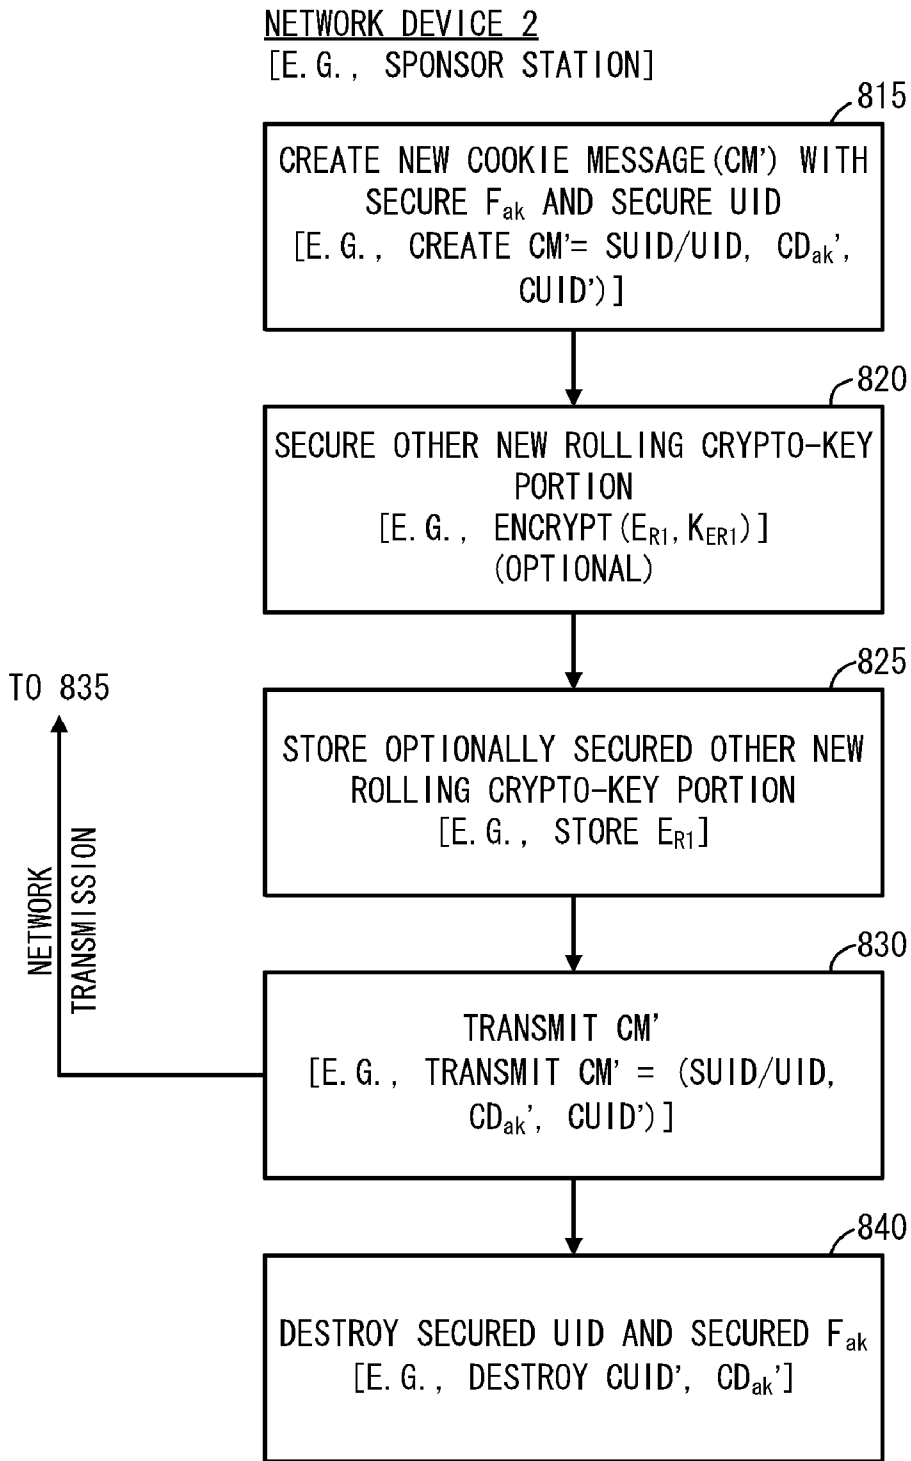 NETWORK DEVICE 2
[E.G., SPONSOR STATION]
815
CREATE NEW COOKIE MESSAGE(CM') WITH
SECURE Fak AND SECURE UID
[E.G., CREATE CM'= SUID/UID, CDak',
CUID')]
820
SECURE OTHER NEW ROLLING CRYPTO-KEY
PORTION
[E.G., ENCRYPT(ER1,KER1)]
(OPTIONAL)
825
STORE OPTIONALLY SECURED OTHER NEW
ROLLING CRYPTO-KEY PORTION
[E.G., STORE ER1]
TO 835
NETWORK
TRANSMISSION
830
TRANSMIT CM'
[E.G., TRANSMIT CM' = (SUID/UID,
CDak', CUID')]
840
DESTROY SECURED UID AND SECURED Fak
[E.G., DESTROY CUID', CDak']